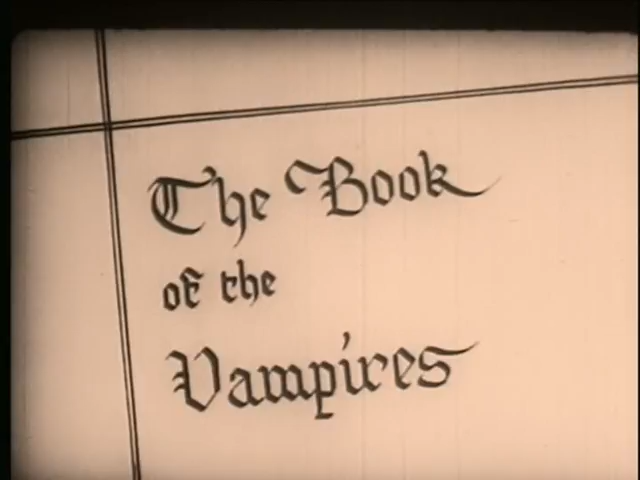 The Book
of the
Vampires